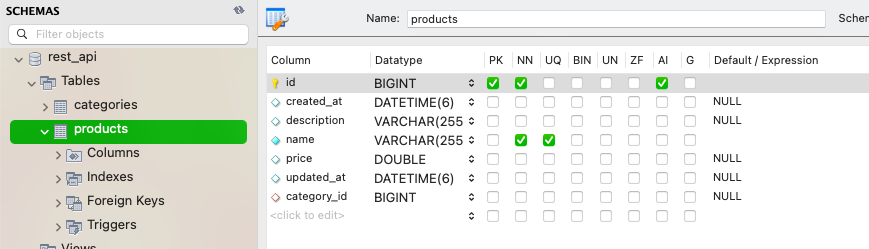 SCHEMAS
Filter objects
rest_api
Tables
categories
products
Columns
Indexes
Foreign Keys
Triggers
Name: products Schem
Column Datatype PK NN UQ BIN UN ZF AI G Default / Expression
id BIGINT
created_at DATETIME(6) NULL
description VARCHAR(255 NULL
name VARCHAR(255
price DOUBLE NULL
updated_at DATETIME(6) NULL
category_id BIGINT NULL
<click to edit>